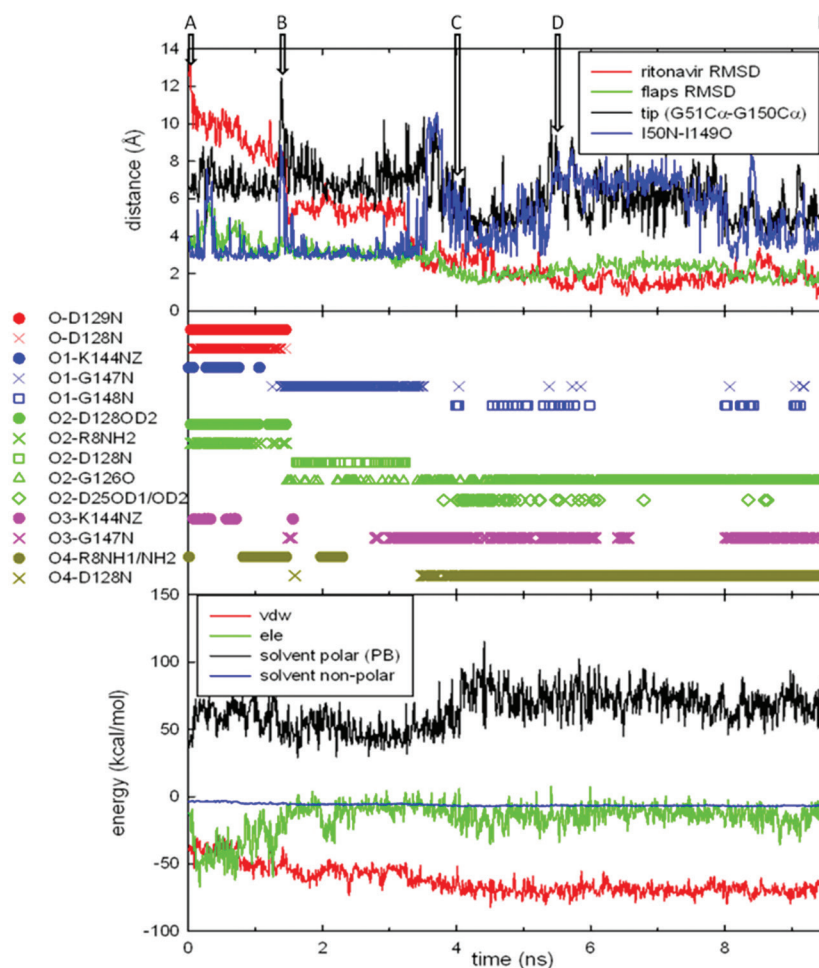 A B C D
14
12
10
8
6
4
2
0
distance (Å)
ritonavir RMSD
flaps RMSD
tip (G51Cα-G150Cα)
I50N-I149O
O-D129N
O-D128N
O1-K144NZ
O1-G147N
O1-G148N
O2-D128OD2
O2-R8NH2
O2-D128N
O2-G126O
O2-D25OD1/OD2
O3-K144NZ
O3-G147N
O4-R8NH1/NH2
O4-D128N
150
100
50
0
-50
-100
energy (kcal/mol)
vdw
ele
solvent polar (PB)
solvent non-polar
0 2 4 6 8
time (ns)